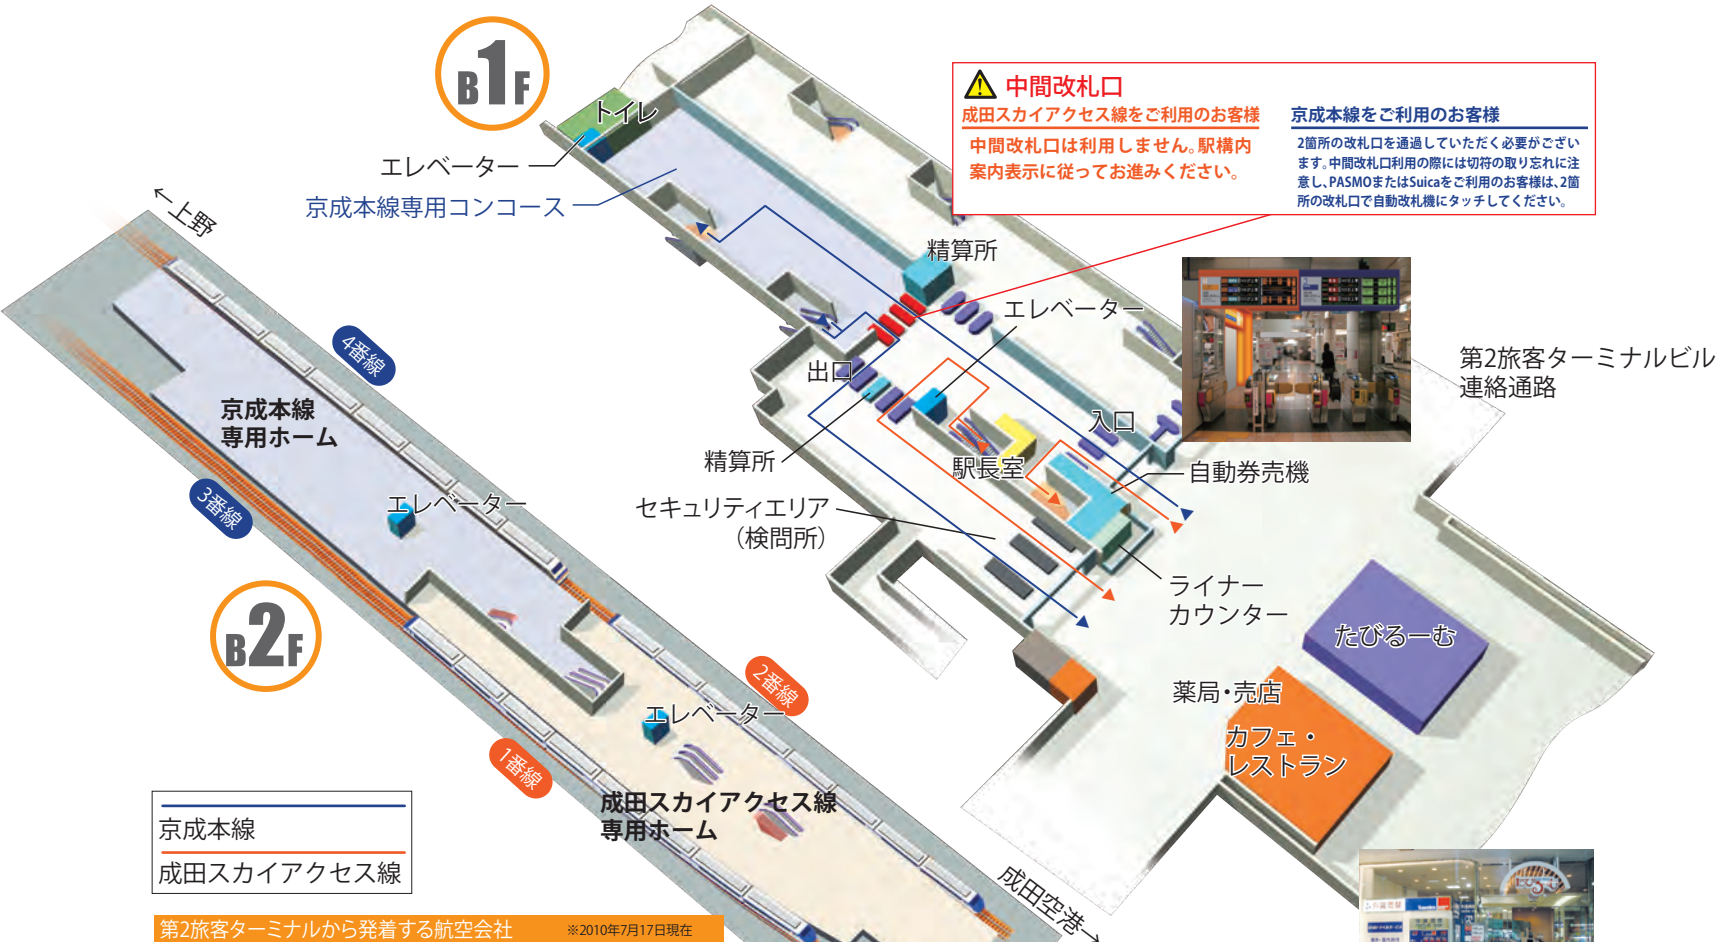 B1F
トイレ
エレベーター
京成本線専用コンコース
←上野
中間改札口
成田スカイアクセス線をご利用のお客様
中間改札口は利用しません。駅構内
案内表示に従ってお進みください。
京成本線をご利用のお客様
2箇所の改札口を通過していただく必要がござい
ます。中間改札口利用の際には切符の取り忘れに注
意し、PASMOまたはSuicaをご利用のお客様は、2箇
所の改札口で自動改札機にタッチしてください。
精算所
エレベーター
第2旅客ターミナルビル
連絡通路
出口
入口
精算所
駅長室
自動券売機
セキュリティエリア
（検問所）
ライナー
カウンター
たびるーむ
薬局・売店
カフェ・
レストラン
4番線
京成本線
専用ホーム
3番線
エレベーター
B2F
2番線
エレベーター
1番線
成田スカイアクセス線
専用ホーム
成田空港→
京成本線
成田スカイアクセス線
第2旅客ターミナルから発着する航空会社
※2010年7月17日現在